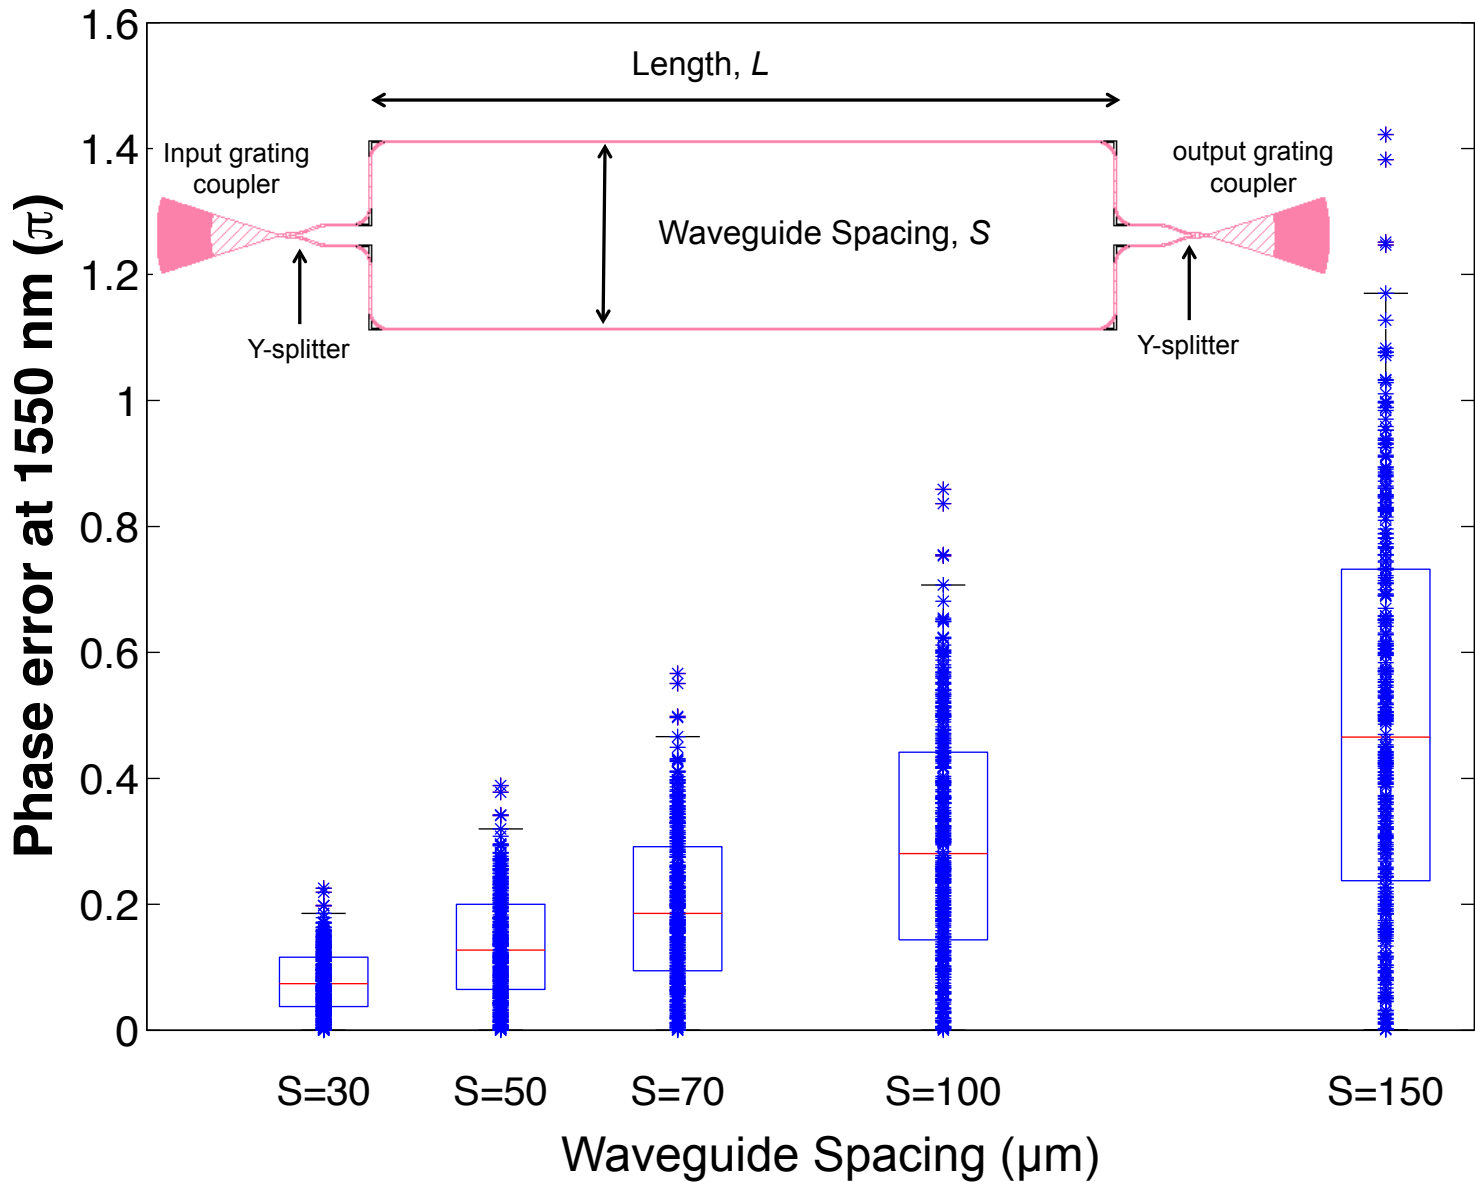 Phase error at 1550 nm (π)
1.6
1.4
1.2
1
0.8
0.6
0.4
0.2
0
Length, L
Input grating
coupler
output grating
coupler
Waveguide Spacing, S
Y-splitter
Y-splitter
S=30 S=50 S=70 S=100 S=150
Waveguide Spacing (μm)